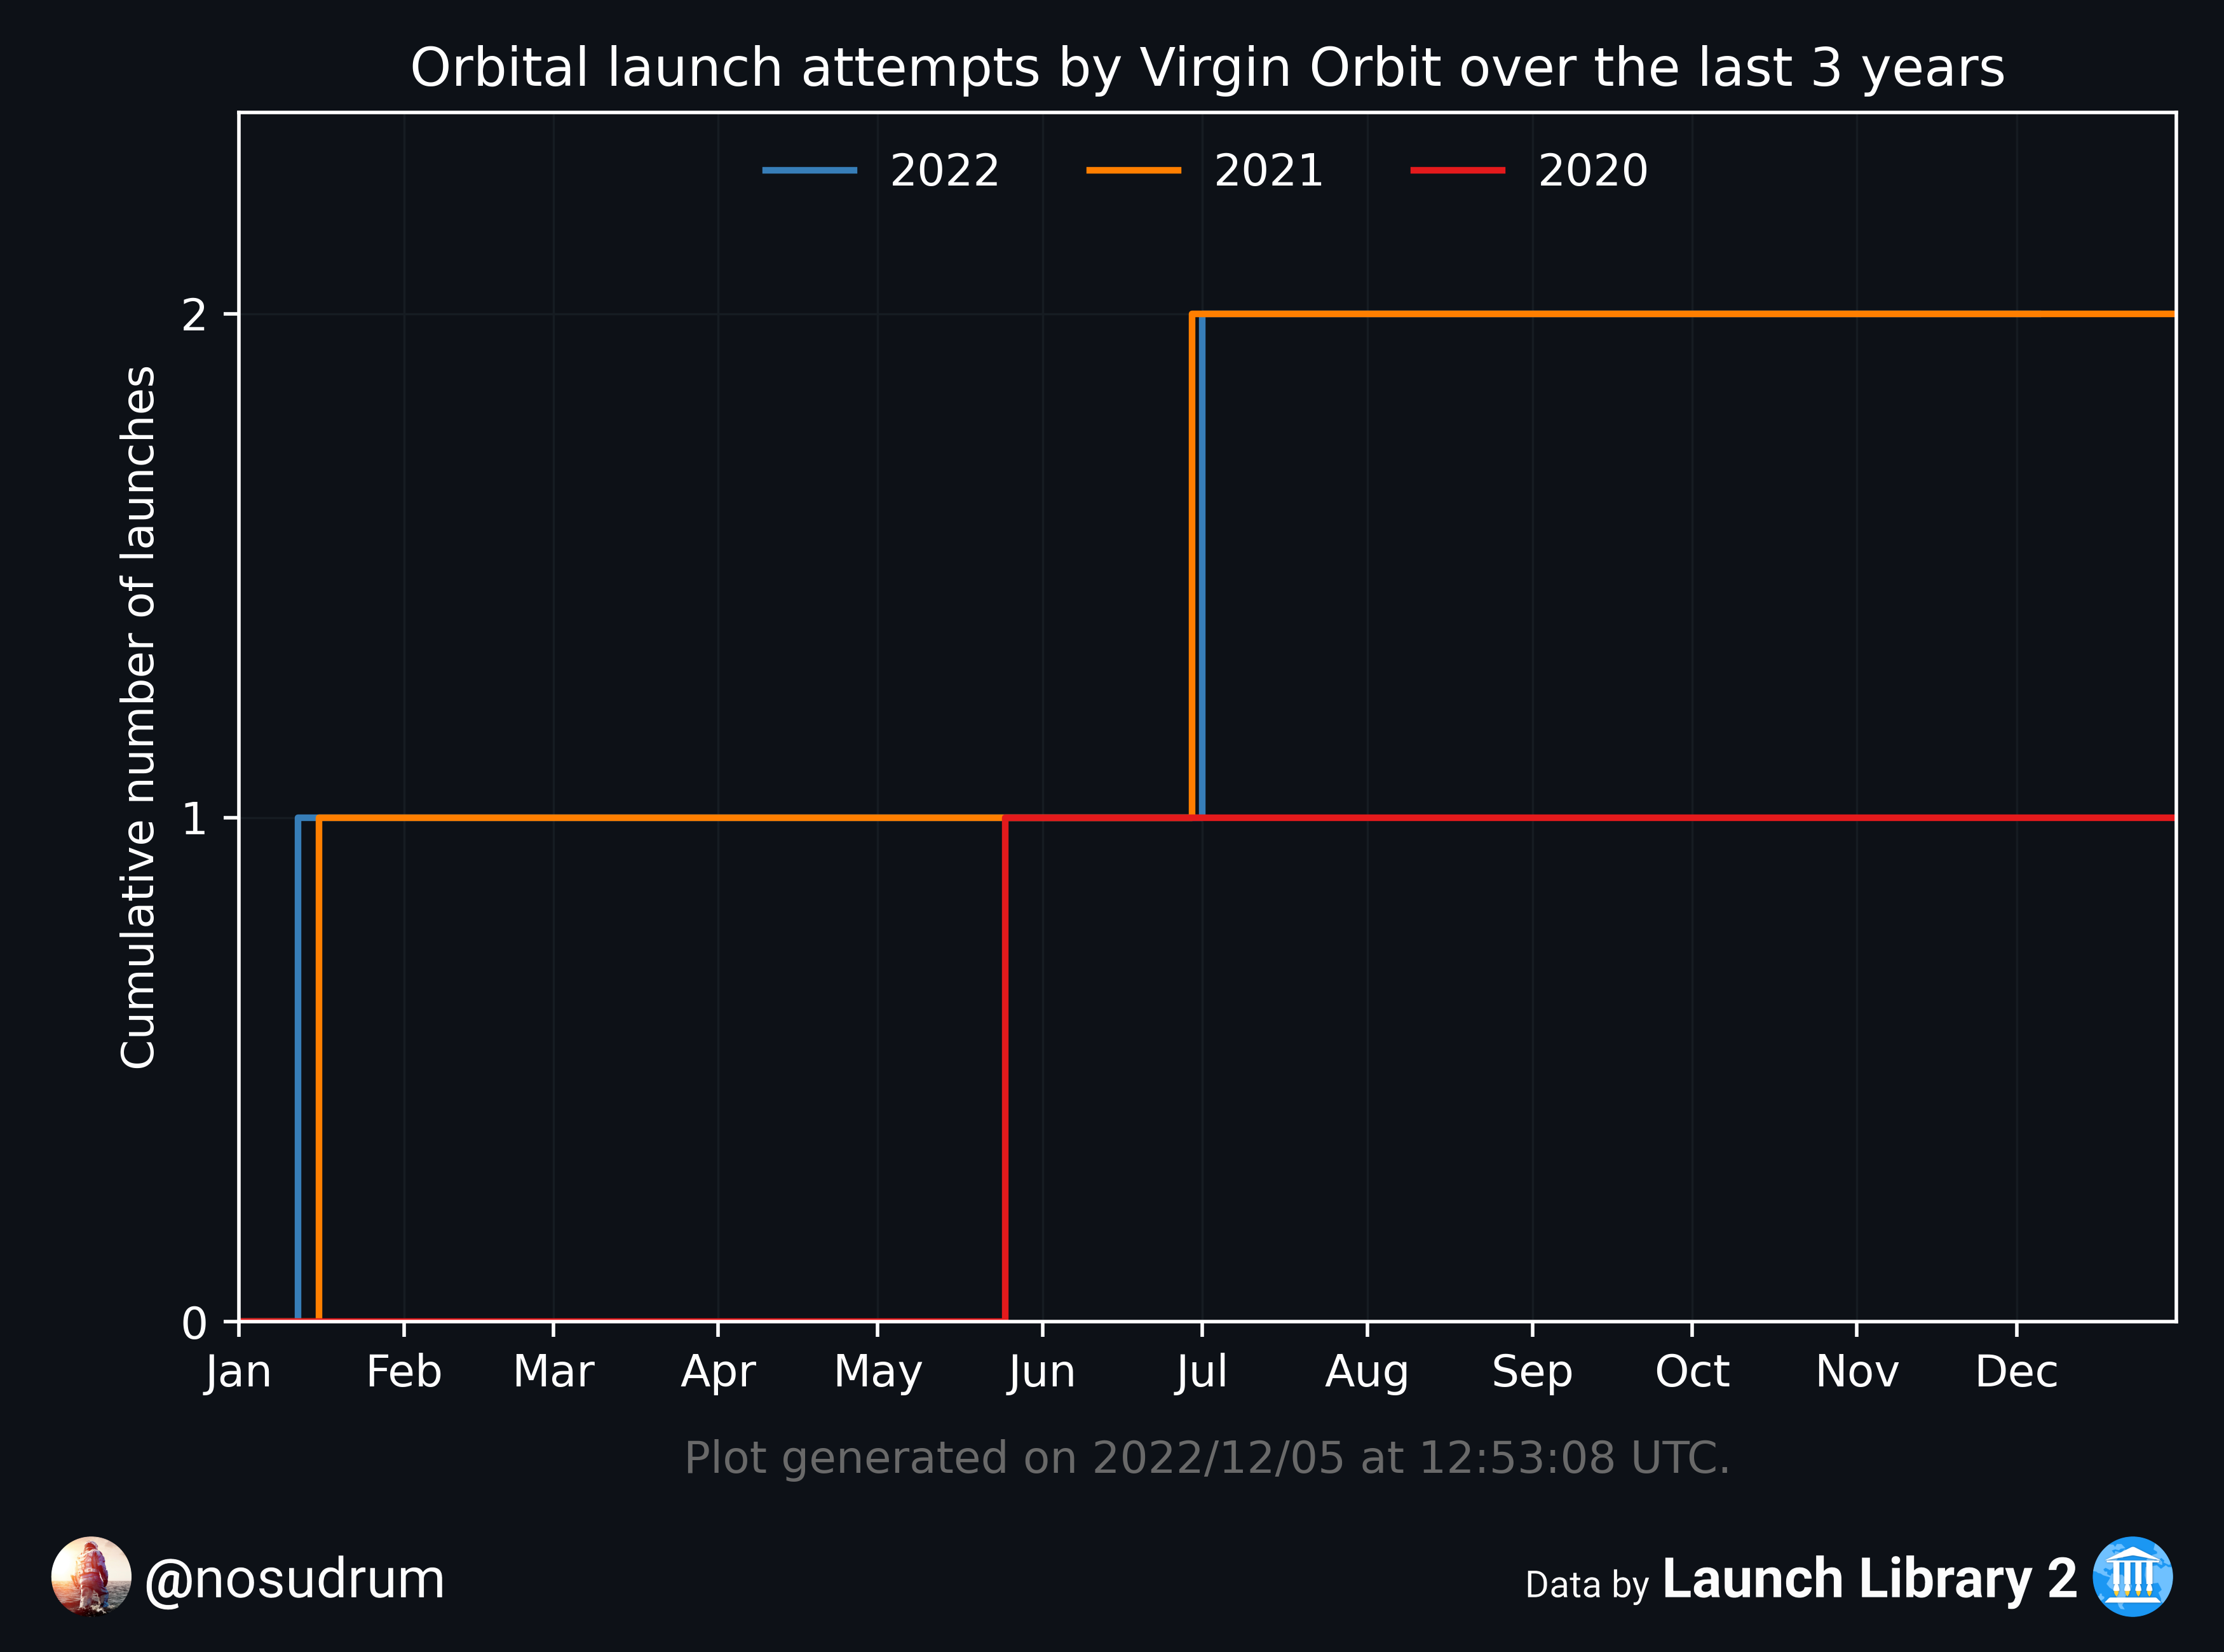 Orbital launch attempts by Virgin Orbit over the last 3 years
2022 2021 2020
Cumulative number of launches
2
1
0
Jan Feb Mar Apr May Jun Jul Aug Sep Oct Nov Dec
Plot generated on 2022/12/05 at 12:53:08 UTC.
@nosudrum
Data by Launch Library 2